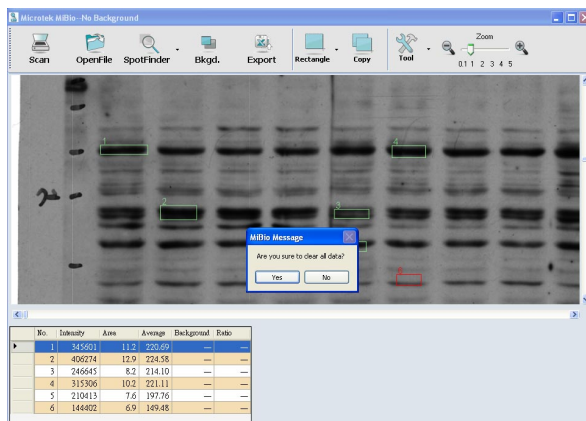 Microtek MiBio--No Background
Scan OpenFile SpotFinder Bkgd. Export Rectangle Copy Tool
Zoom
0.1 1 2 3 4 5
1
4
2
3
MiBio Message
Are you sure to clear all data?
Yes No
No. Intensity Area Average Background Ratio
1 345601 11.2 220.69 — —
2 406274 12.9 224.58 — —
3 246645 8.2 214.10 — —
4 315306 10.2 221.11 — —
5 210413 7.6 197.76 — —
6 144402 6.9 149.48 — —